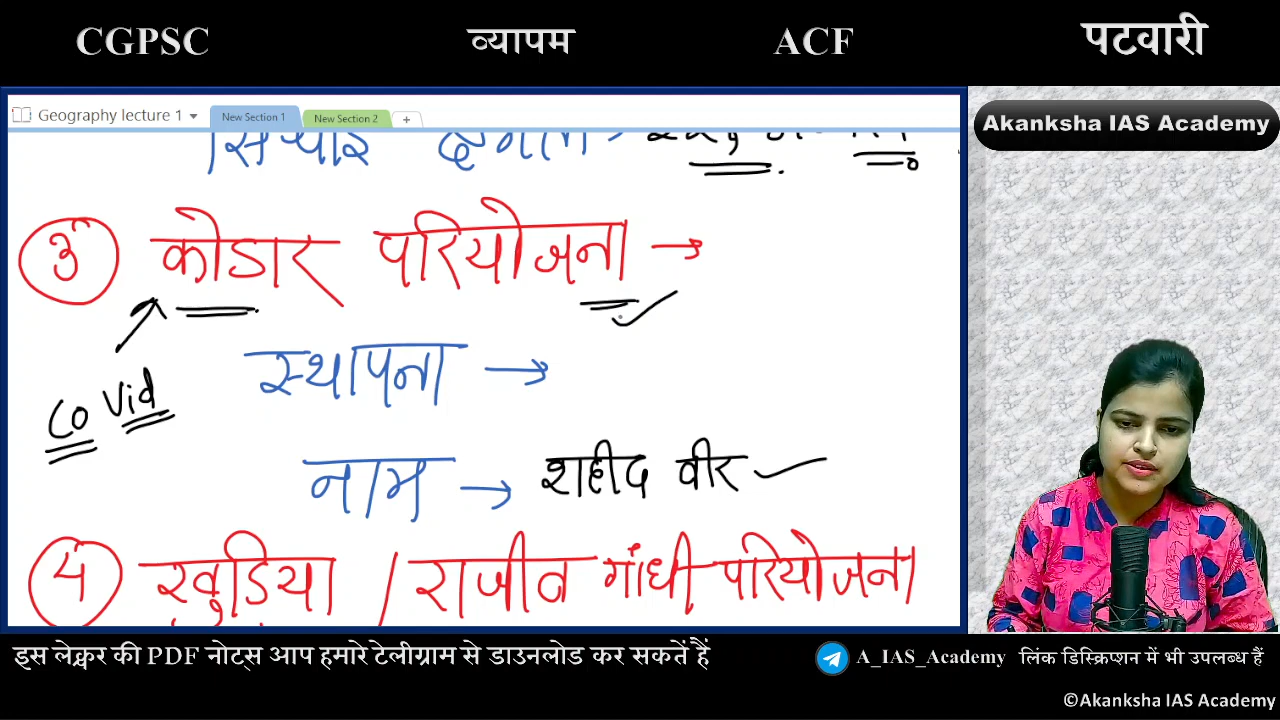 CGPSC व्यापम ACF पटवारी
Geography lecture 1 New Section 1 New Section 2
Akanksha IAS Academy
सिंचाई
3 कोडार परियोजना →
Covid
स्थापना →
नाम → शहीद वीर
4 खुडिया / राजीव गांधी परियोजना
इस लेक्चर की PDF नोट्स आप हमारे टेलीग्राम से डाउनलोड कर सकतें हैं A_IAS_Academy लिंक डिस्क्रिप्शन में भी उपलब्ध हैं
©Akanksha IAS Academy